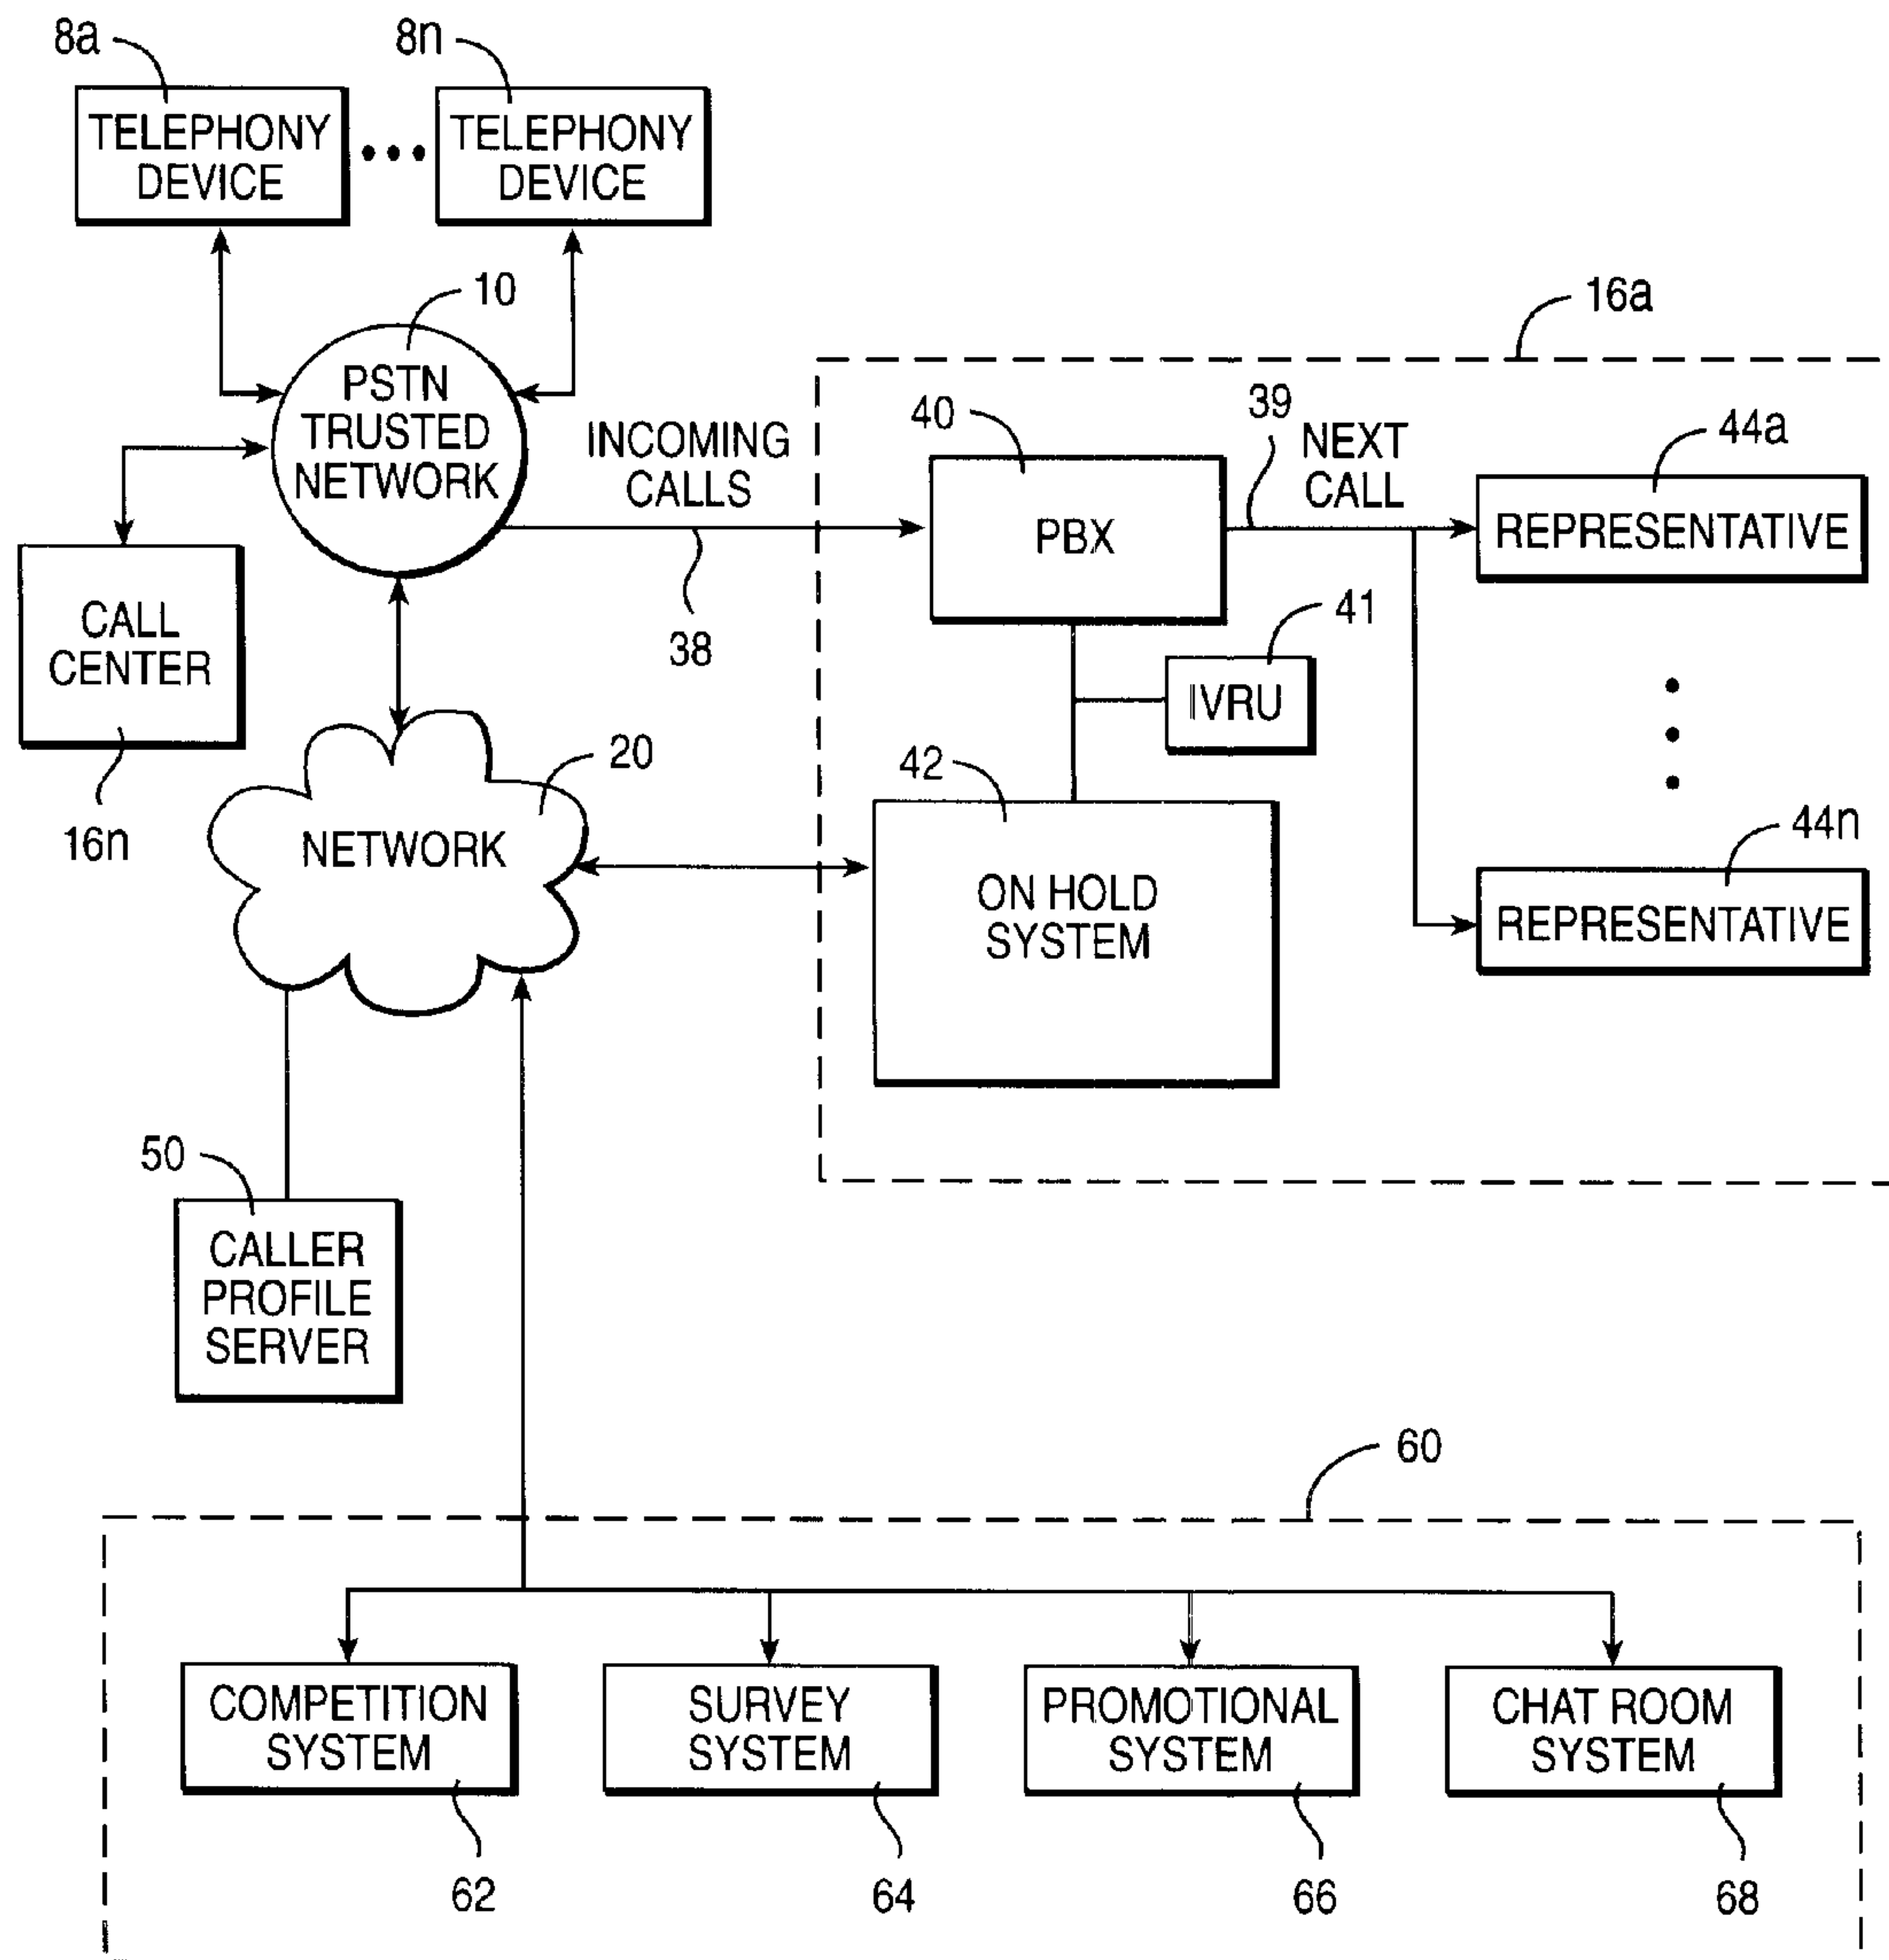 8a
8n
TELEPHONY
DEVICE
TELEPHONY
DEVICE
10
PSTN
TRUSTED
NETWORK
INCOMING
CALLS
38
16a
40
PBX
39
NEXT
CALL
44a
REPRESENTATIVE
41
IVRU
CALL
CENTER
16n
20
NETWORK
42
ON HOLD
SYSTEM
44n
REPRESENTATIVE
50
CALLER
PROFILE
SERVER
60
COMPETITION
SYSTEM
SURVEY
SYSTEM
PROMOTIONAL
SYSTEM
CHAT ROOM
SYSTEM
62
64
66
68